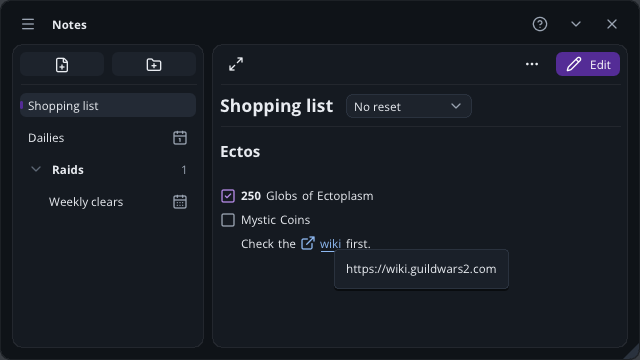 Notes
Edit
Shopping list
Dailies
Raids 1
Weekly clears
Shopping list No reset
Ectos
250 Globs of Ectoplasm
Mystic Coins
Check the wiki first.
https://wiki.guildwars2.com